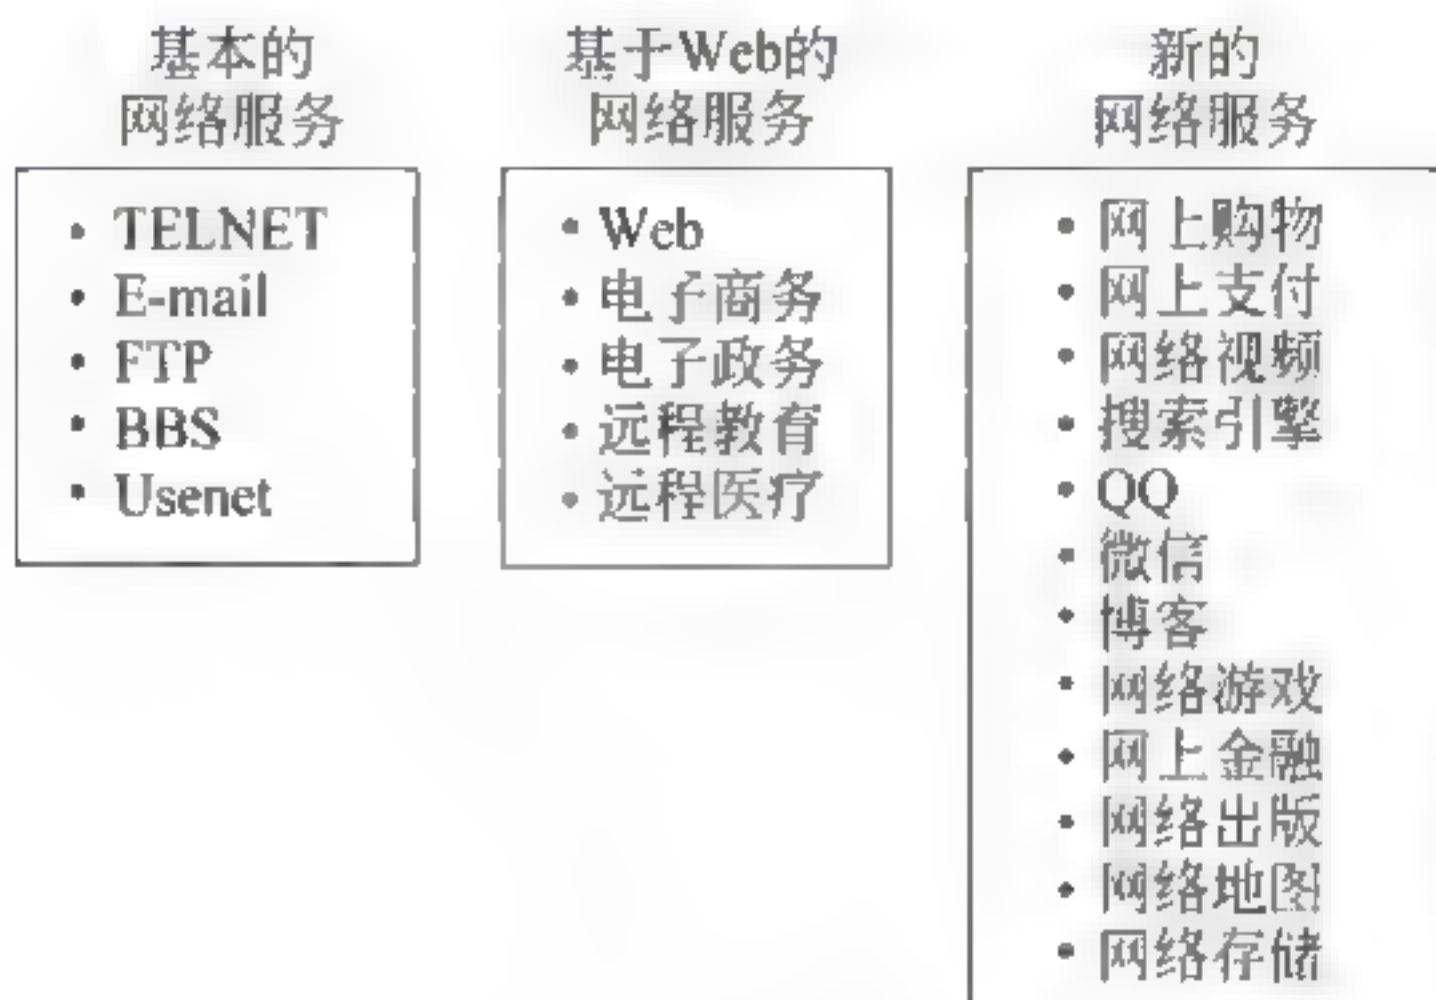 基本的
网络服务
• TELNET
• E-mail
• FTP
• BBS
• Usenet
基于Web的
网络服务
• Web
• 电子商务
• 电子政务
• 远程教育
• 远程医疗
新的
网络服务
• 网上购物
• 网上支付
• 网络视频
• 搜索引擎
• QQ
• 微信
• 博客
• 网络游戏
• 网上金融
• 网络出版
• 网络地图
• 网络存储